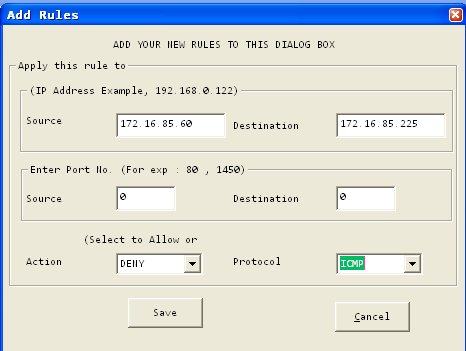 Add Rules
ADD YOUR NEW RULES TO THIS DIALOG BOX
Apply this rule to
(IP Address Example, 192.168.0.122)
Source 172.16.85.60 Destination 172.16.85.225
Enter Port No. (For exp : 80 , 1450)
Source 0 Destination 0
(Select to Allow or
Action DENY Protocol ICMP
Save Cancel